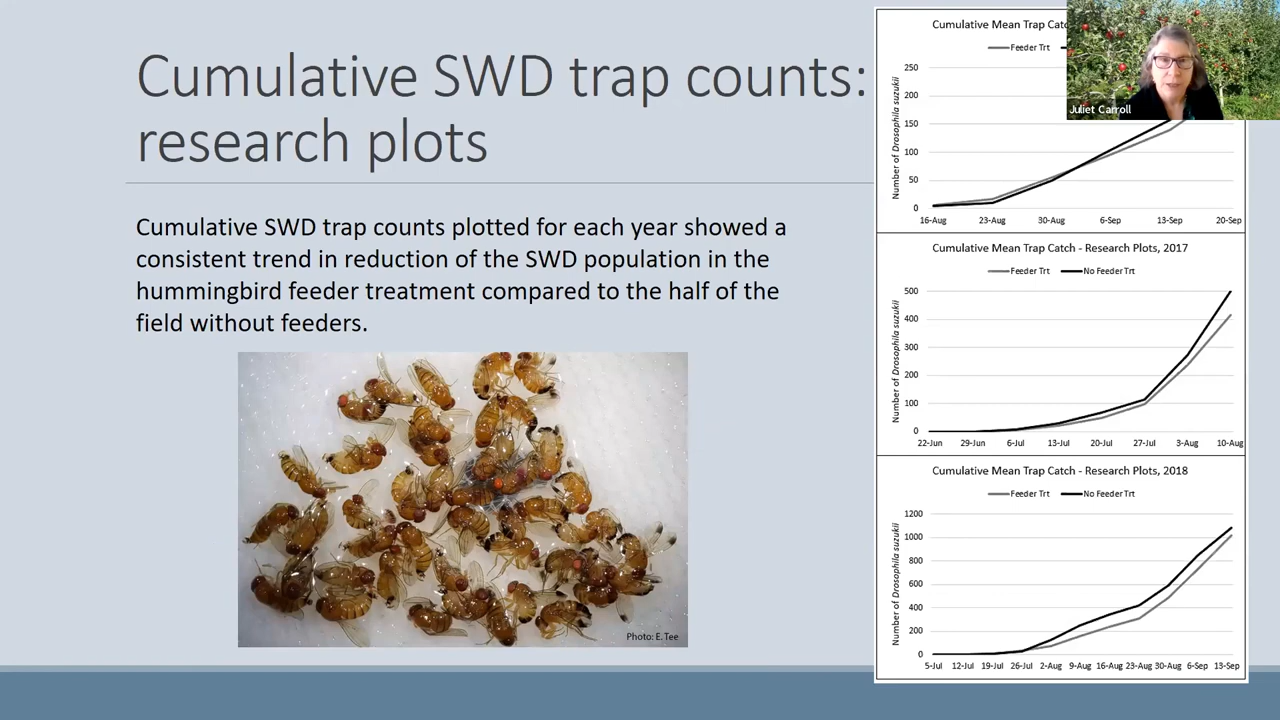 Cumulative SWD trap counts:
research plots
Cumulative SWD trap counts plotted for each year showed a
consistent trend in reduction of the SWD population in the
hummingbird feeder treatment compared to the half of the
field without feeders.
Photo: E. Tee
Cumulative Mean Trap
Feeder Trt
Number of Drosophila suzukii
250
200
150
100
50
0
16-Aug 23-Aug 30-Aug 6-Sep 13-Sep 20-Sep
Juliet Carroll
Cumulative Mean Trap Catch - Research Plots, 2017
Feeder Trt No Feeder Trt
Number of Drosophila suzukii
500
400
300
200
100
0
22-Jun 29-Jun 6-Jul 13-Jul 20-Jul 27-Jul 3-Aug 10-Aug
Cumulative Mean Trap Catch - Research Plots, 2018
Feeder Trt No Feeder Trt
Number of Drosophila suzukii
1200
1000
800
600
400
200
0
5-Jul 12-Jul 19-Jul 26-Jul 2-Aug 9-Aug 16-Aug 23-Aug 30-Aug 6-Sep 13-Sep